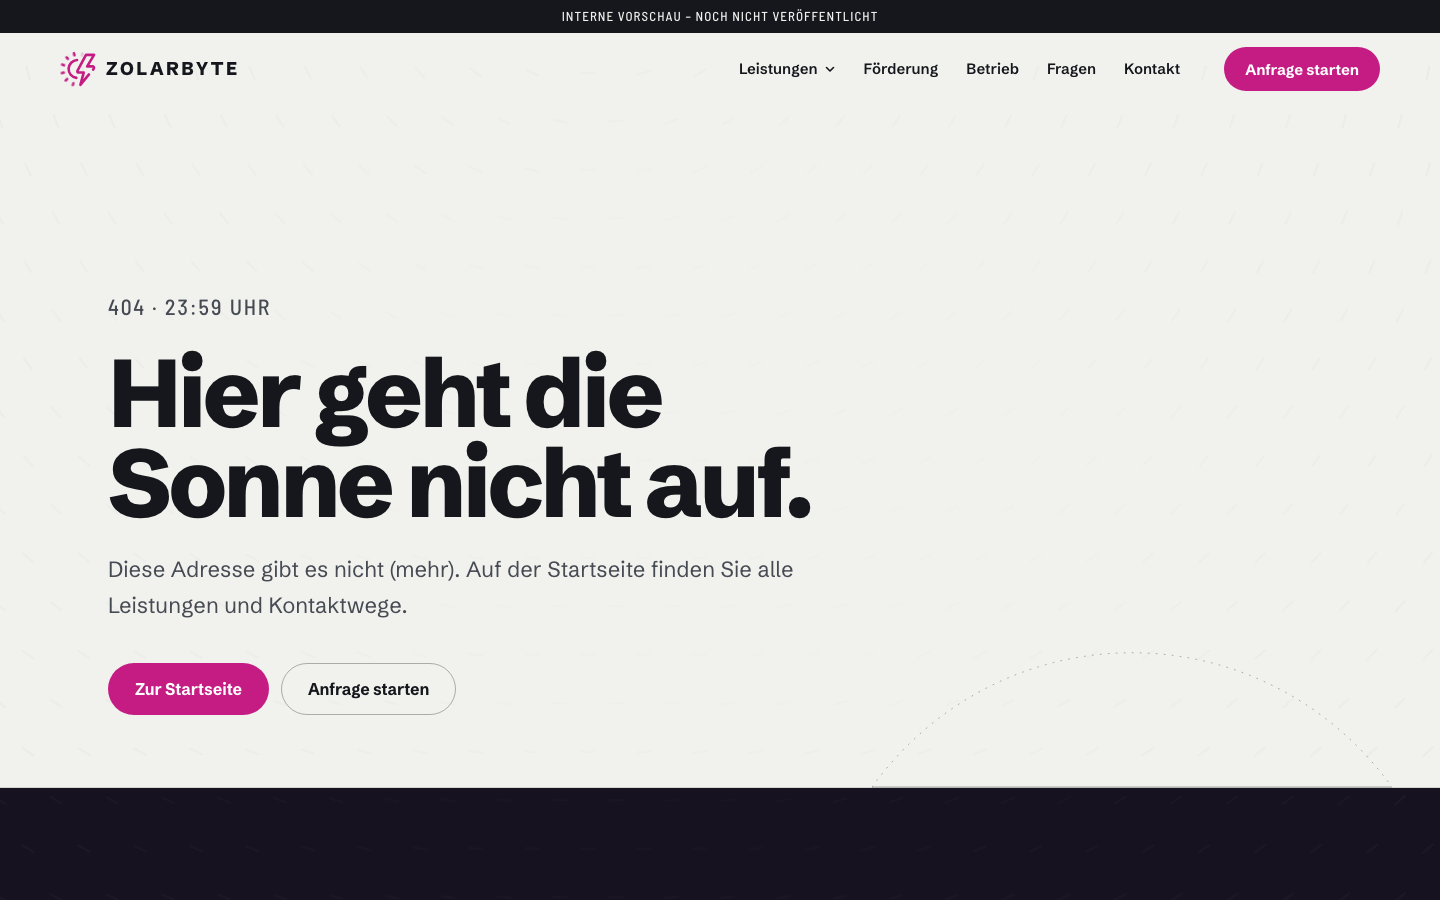 INTERNE VORSCHAU – NOCH NICHT VERÖFFENTLICHT
ZOLARBYTE
Leistungen
Förderung
Betrieb
Fragen
Kontakt
Anfrage starten
404 · 23:59 UHR
Hier geht die
Sonne nicht auf.
Diese Adresse gibt es nicht (mehr). Auf der Startseite finden Sie alle
Leistungen und Kontaktwege.
Zur Startseite
Anfrage starten